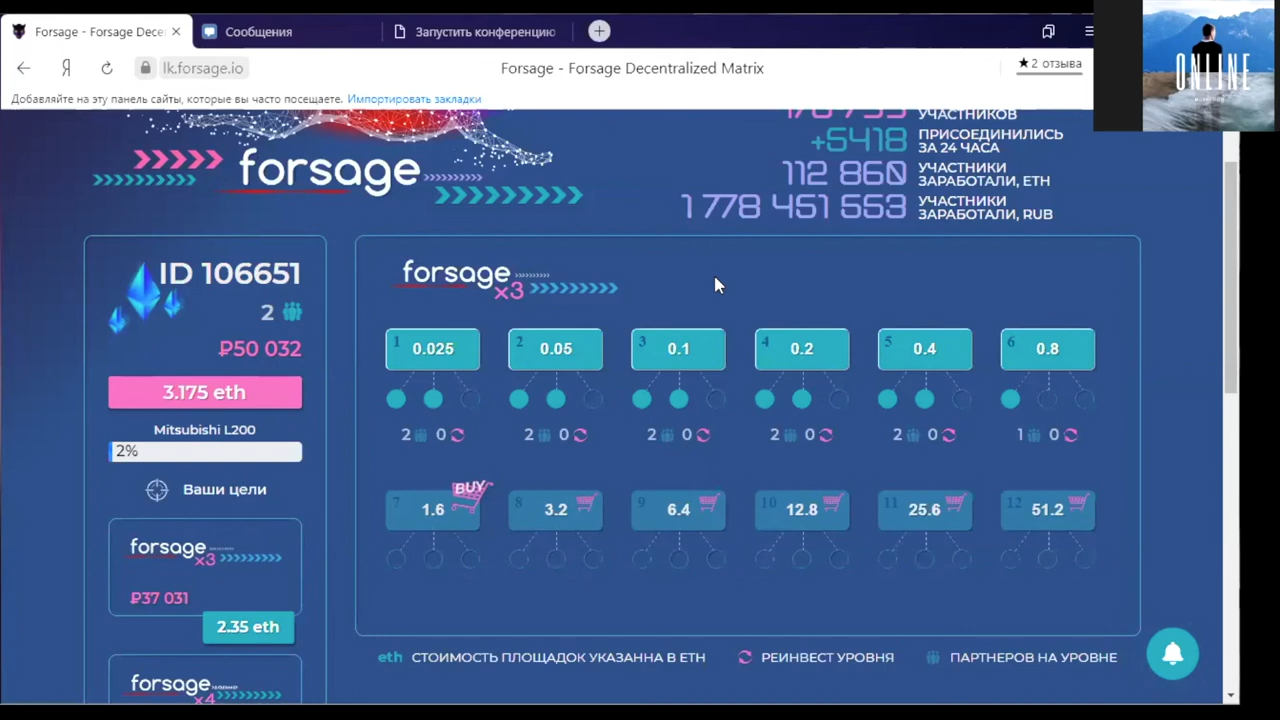 Forsage - Forsage Dece
Сообщения
Запустить конференцию
lk.forsage.io
Forsage - Forsage Decentralized Matrix
★2 отзыва
Добавляйте на эту панель сайты, которые вы часто посещаете. Импортировать закладки
ONLINE
УЧАСТНИКОВ
+5418 ПРИСОЕДИНИЛИСЬ
ЗА 24 ЧАСА
112 860 УЧАСТНИКИ
ЗАРАБОТАЛИ, ETH
1 778 451 553 УЧАСТНИКИ
ЗАРАБОТАЛИ, RUB
forsage
ID 106651
2
₽50 032
3.175 eth
Mitsubishi L200
2%
Ваши цели
forsage
x3
₽37 031
2.35 eth
forsage
x4
forsage
x3
1 0.025 2 0.05 3 0.1 4 0.2 5 0.4 6 0.8
2 0 2 0 2 0 2 0 2 0 1 0
BUY
7 1.6 8 3.2 9 6.4 10 12.8 11 25.6 12 51.2
eth СТОИМОСТЬ ПЛОЩАДОК УКАЗАННА В ETH РЕИНВЕСТ УРОВНЯ ПАРТНЕРОВ НА УРОВНЕ